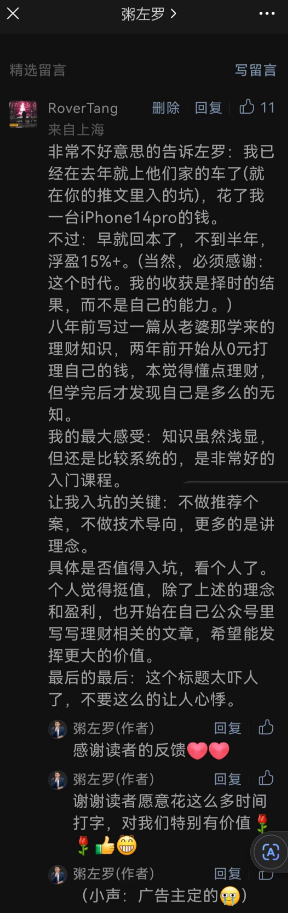 粥左罗
精选留言
写留言
RoverTang
删除 回复 11
来自上海
非常不好意思的告诉左罗：我已
经在去年就上他们家的车了(就
在你的推文里入的坑)，花了我
一台iPhone14pro的钱。
不过：早就回本了，不到半年，
浮盈15%+。(当然，必须感谢：
这个时代。我的收获是择时的结
果，而不是自己的能力。)
八年前写过一篇从老婆那学来的
理财知识，两年前开始从0元打
理自己的钱，本觉得懂点理财，
但学完后才发现自己是多么的无
知。
我的最大感受：知识虽然浅显，
但还是比较系统的，是非常好的
入门课程。
让我入坑的关键：不做推荐个
案，不做技术导向，更多的是讲
理念。
具体是否值得入坑，看个人了。
个人觉得挺值，除了上述的理念
和盈利，也开始在自己公众号里
写写理财相关的文章，希望能发
挥更大的价值。
最后的最后：这个标题太吓人
了，不要这么的让人心悸。
粥左罗(作者) 回复
感谢读者的反馈
粥左罗(作者) 回复
谢谢读者愿意花这么多时间
打字，对我们特别有价值
粥左罗(作者) 回复
（小声：广告主定的）
A